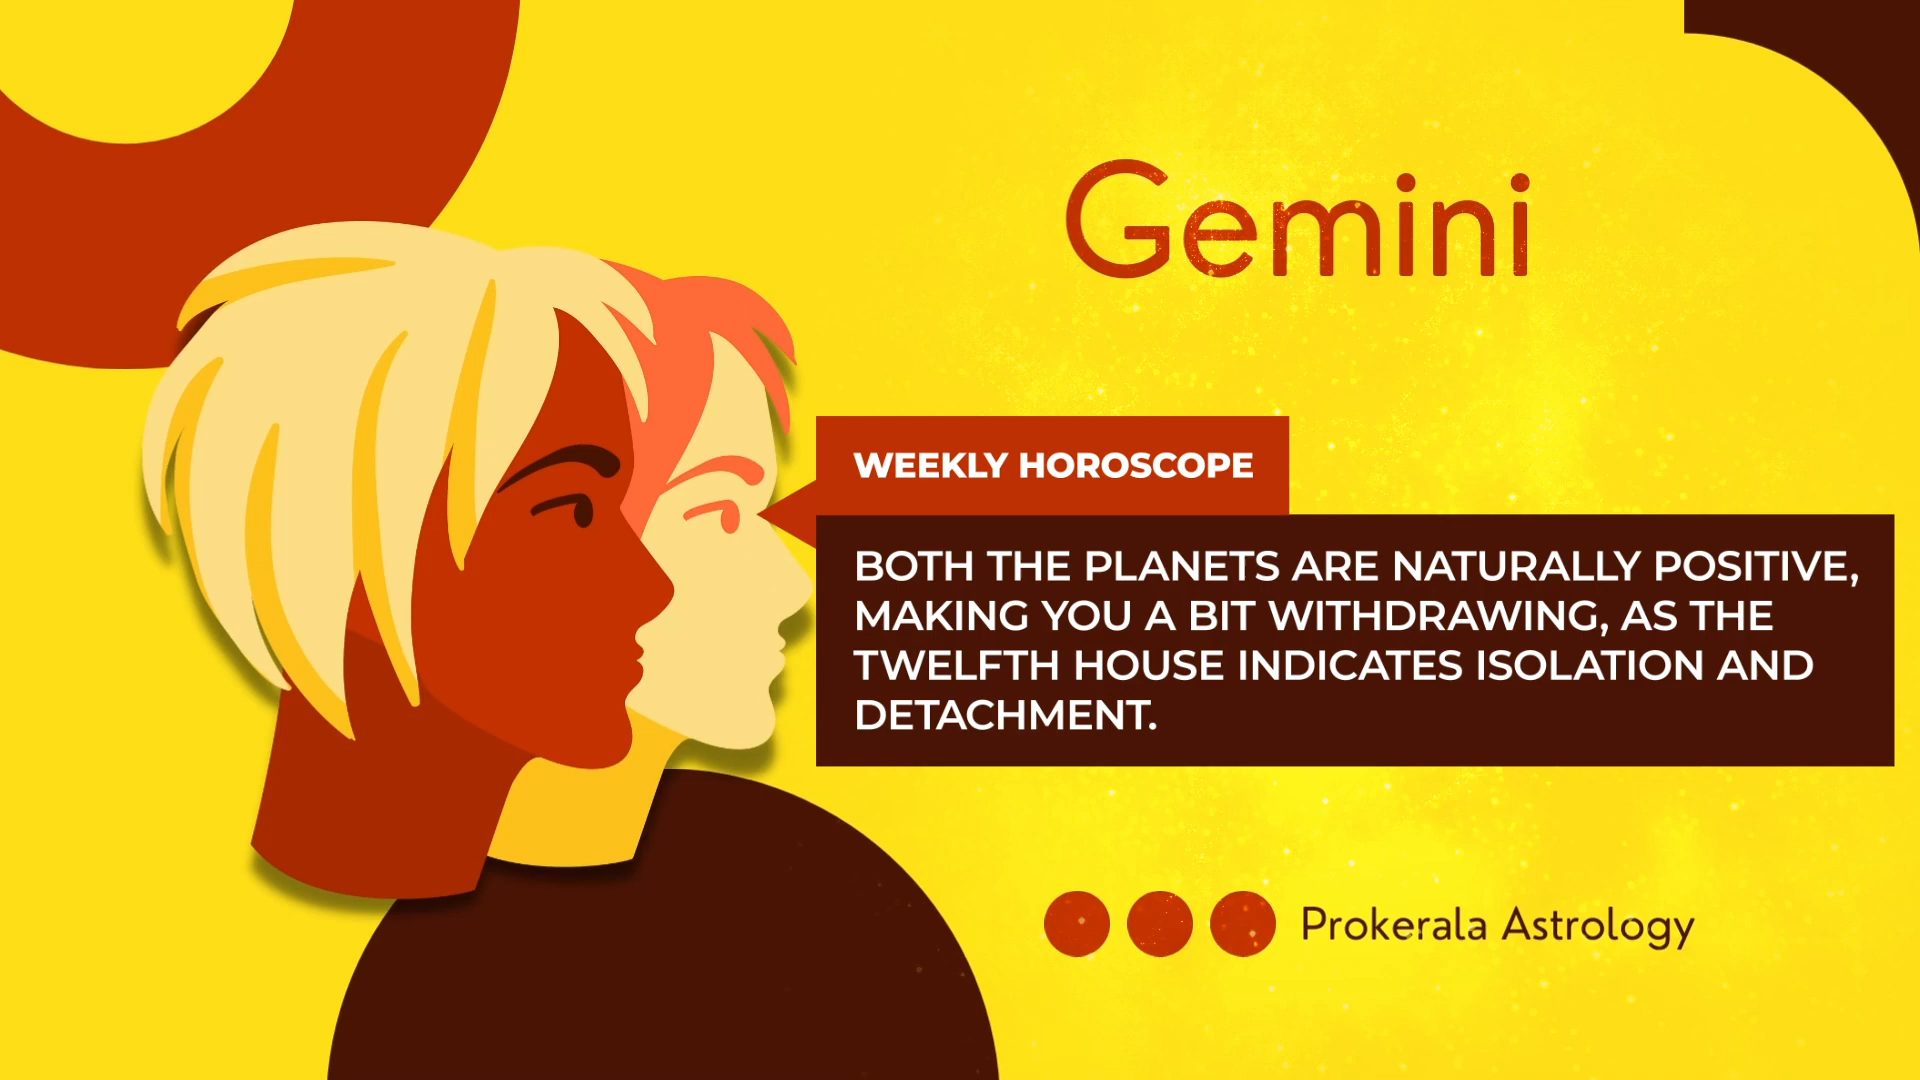 Gemini
WEEKLY HOROSCOPE
BOTH THE PLANETS ARE NATURALLY POSITIVE,
MAKING YOU A BIT WITHDRAWING, AS THE
TWELFTH HOUSE INDICATES ISOLATION AND
DETACHMENT.
Prokerala Astrology